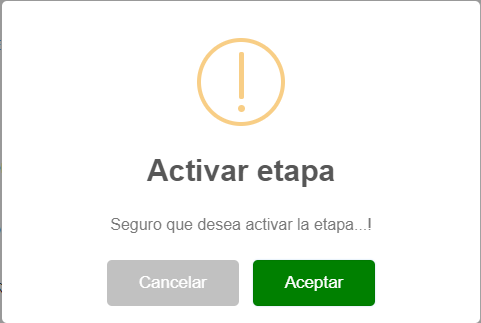 Activar etapa
Seguro que desea activar la etapa...!
Cancelar Aceptar